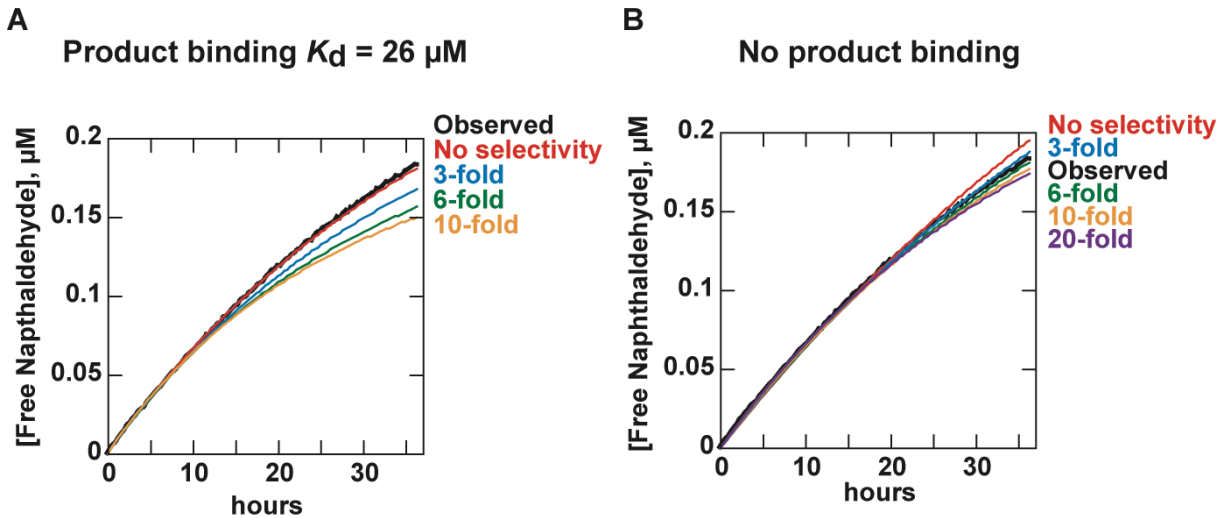 A
Product binding Kd = 26 µM
[Free Napthaldehyde], µM
0.2
0.15
0.1
0.05
0
0
10
20
30
hours
Observed
No selectivity
3-fold
6-fold
10-fold
B
No product binding
[Free Naphthaldehyde], µM
0.2
0.15
0.1
0.05
0
0
10
20
30
hours
No selectivity
3-fold
Observed
6-fold
10-fold
20-fold